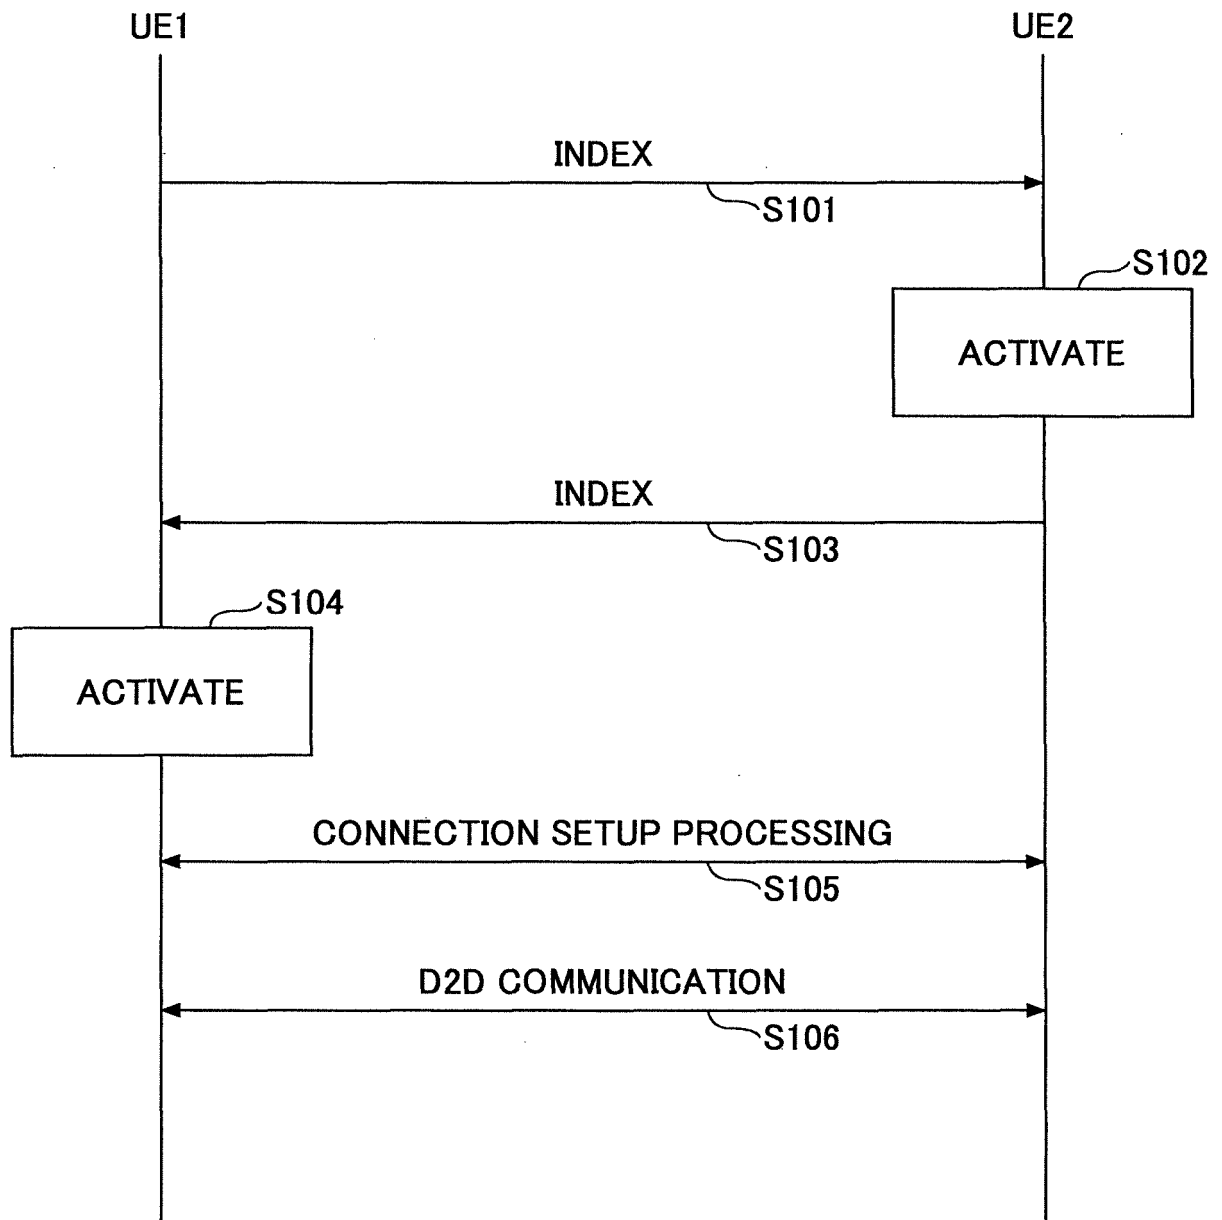 UE1
UE2
INDEX
S101
S102
ACTIVATE
INDEX
S103
S104
ACTIVATE
CONNECTION SETUP PROCESSING
S105
D2D COMMUNICATION
S106